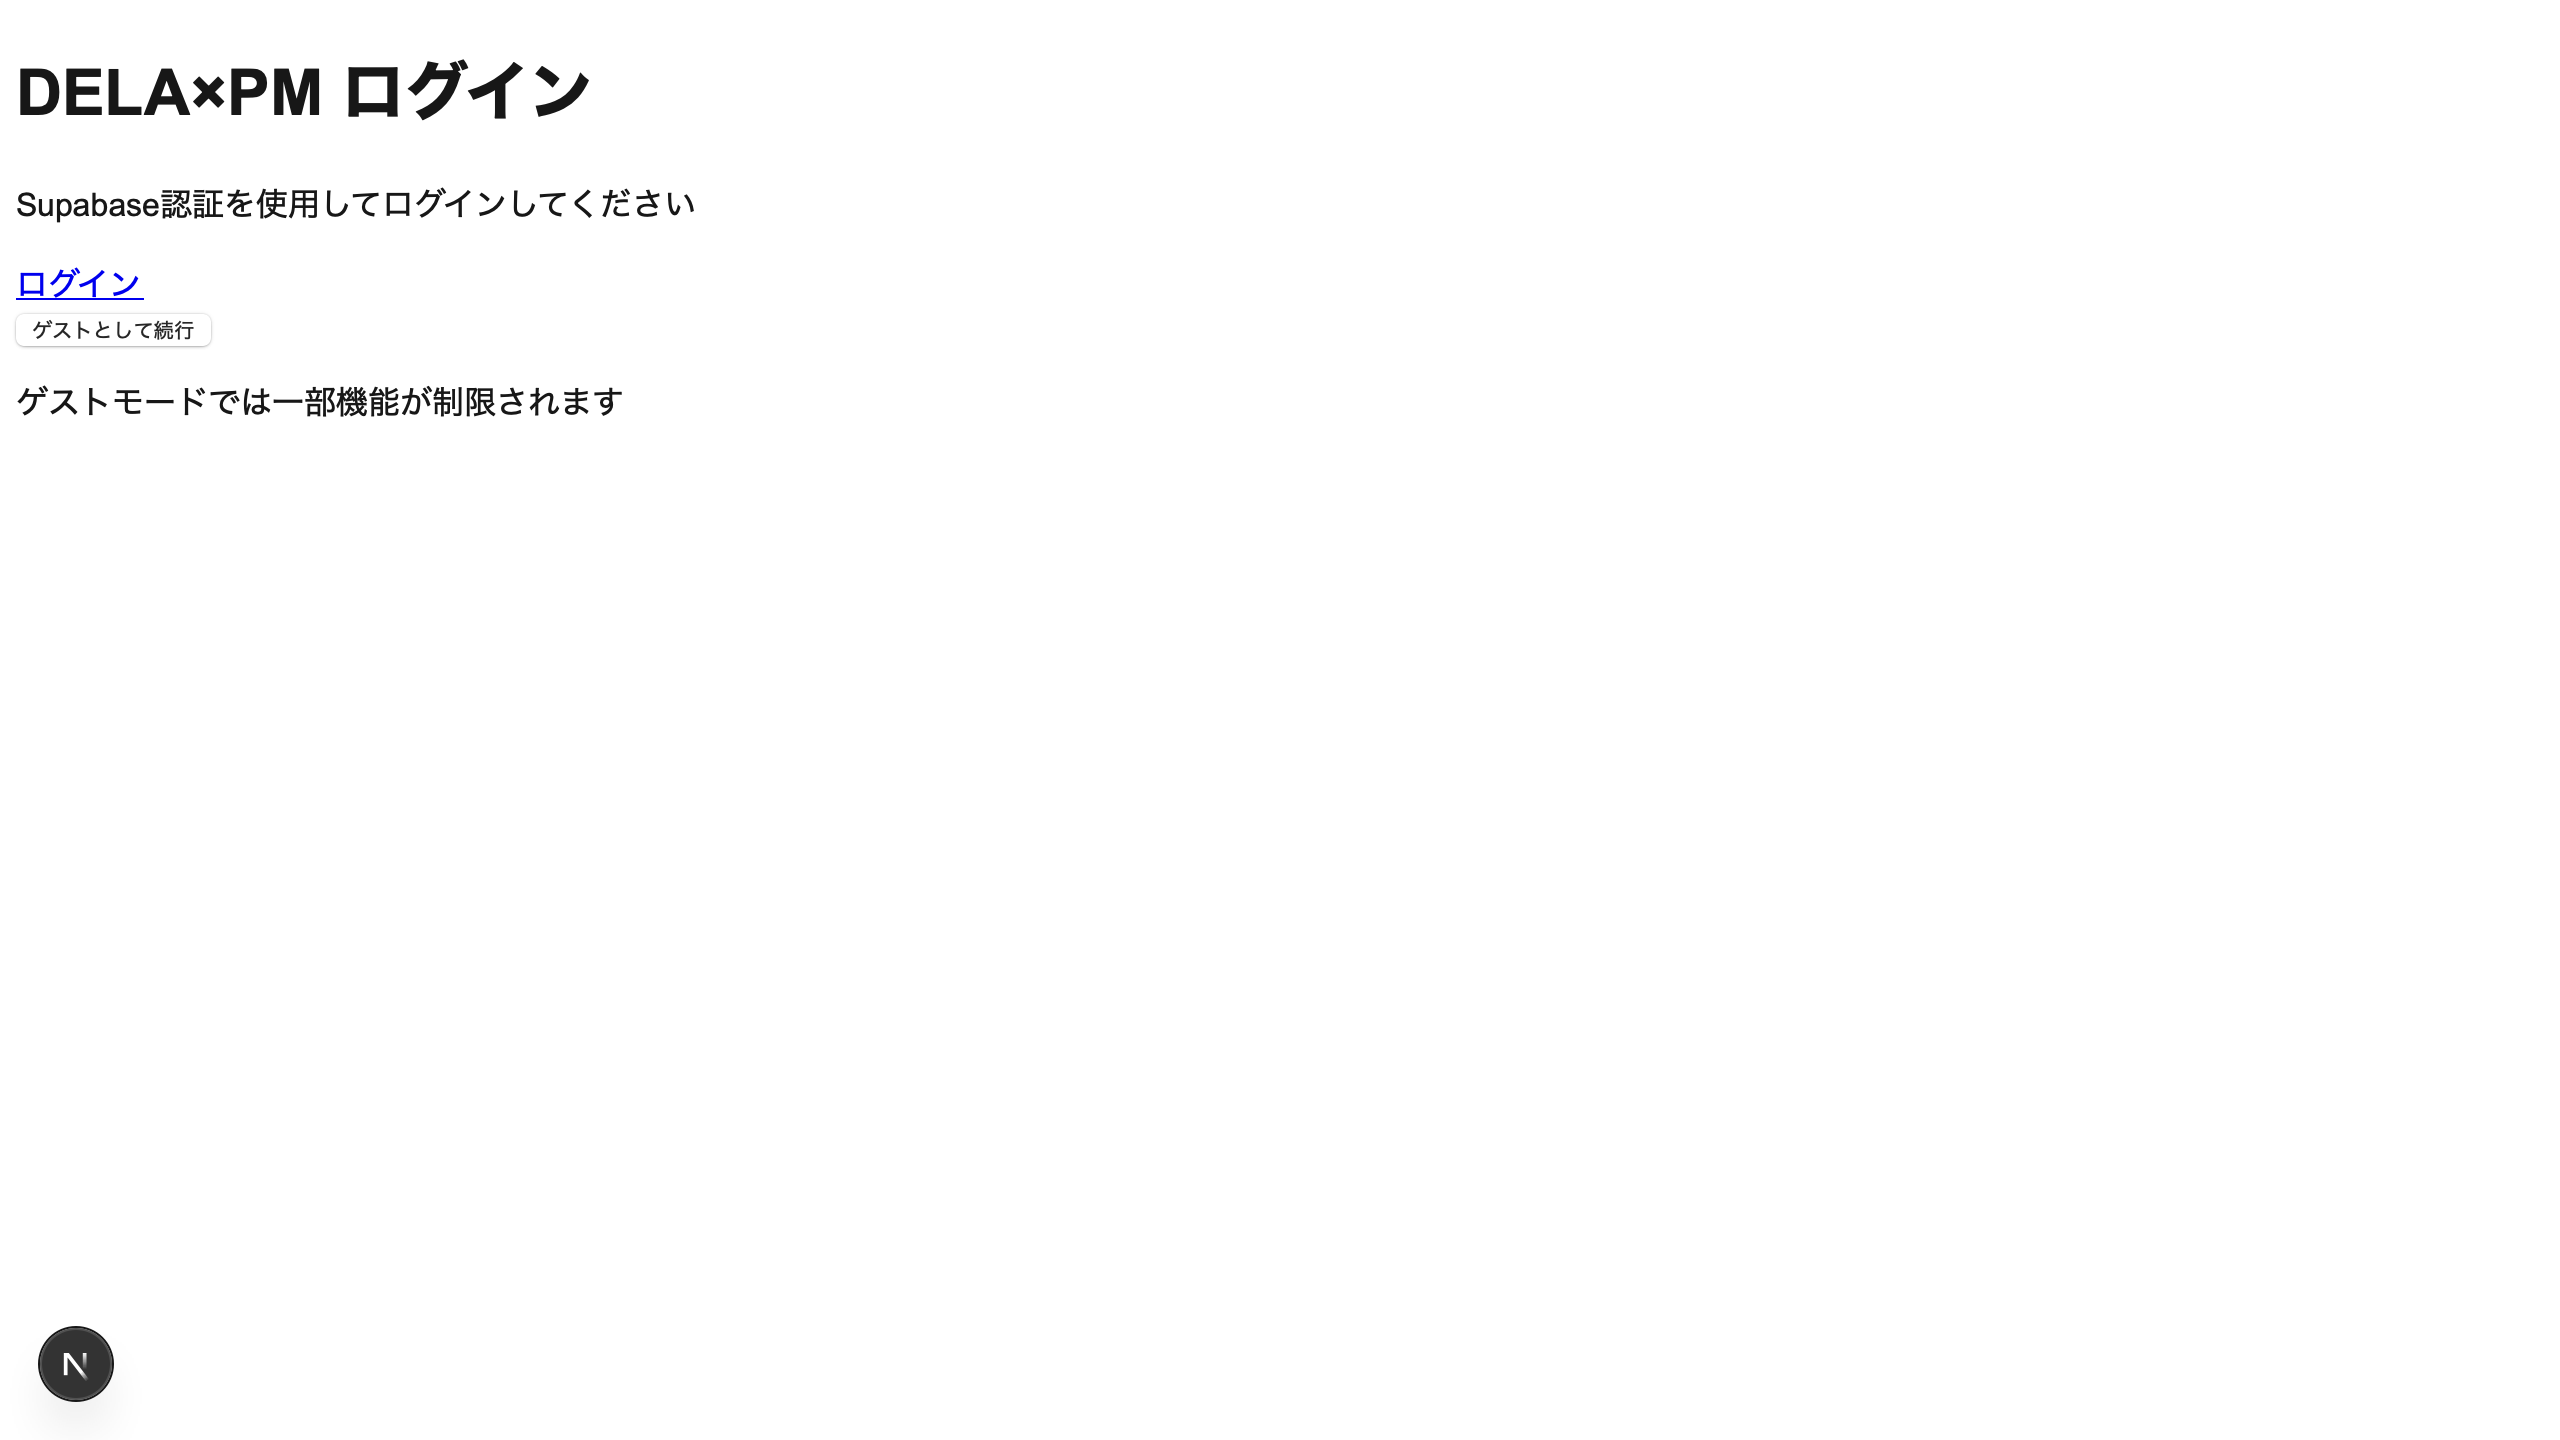 DELA×PM ログイン
Supabase認証を使用してログインしてください
ログイン
ゲストとして続行
ゲストモードでは一部機能が制限されます
N